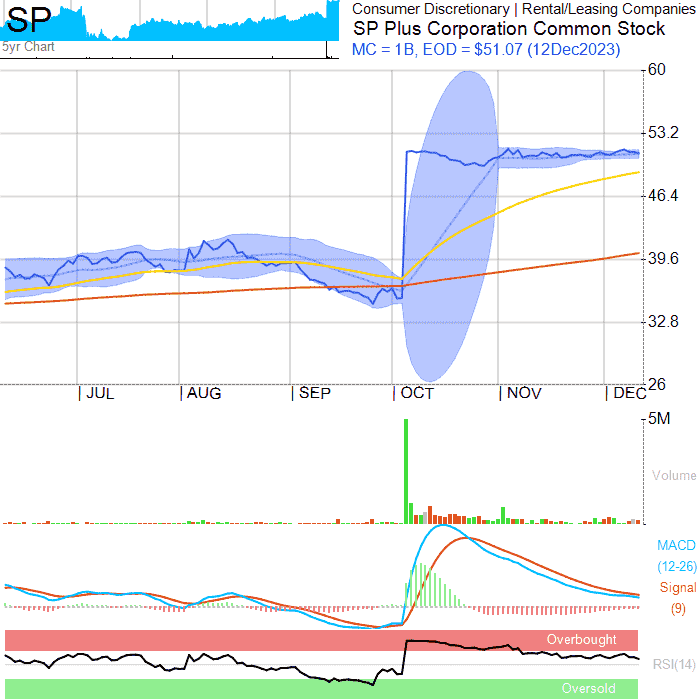 SP
5yr Chart
Consumer Discretionary | Rental/Leasing Companies
SP Plus Corporation Common Stock
MC = 1B, EOD = $51.07 (12Dec2023)
60
53.2
46.4
39.6
32.8
26
| JUL | AUG | SEP | OCT | NOV | DEC
5M
Volume
MACD
(12-26)
Signal
(9)
Overbought
RSI(14)
Oversold